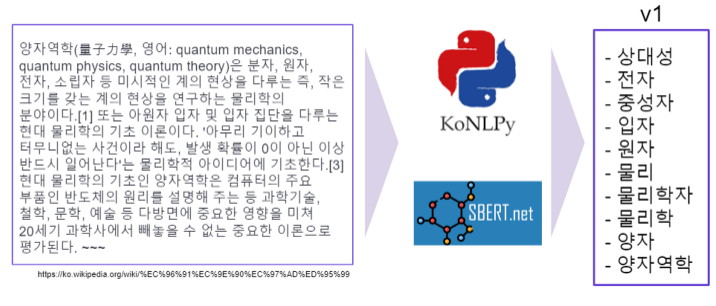 양자역학(量子力學, 영어: quantum mechanics,
quantum physics, quantum theory)은 분자, 원자,
전자, 소립자 등 미시적인 계의 현상을 다루는 즉, 작은
크기를 갖는 계의 현상을 연구하는 물리학의
분야이다.[1] 또는 아원자 입자 및 입자 집단을 다루는
현대 물리학의 기초 이론이다. '아무리 기이하고
터무니없는 사건이라 해도, 발생 확률이 0이 아닌 이상
반드시 일어난다'는 물리학적 아이디어에 기초한다.[3]
현대 물리학의 기초인 양자역학은 컴퓨터의 주요
부품인 반도체의 원리를 설명해 주는 등 과학기술,
철학, 문학, 예술 등 다방면에 중요한 영향을 미쳐
20세기 과학사에서 빼놓을 수 없는 중요한 이론으로
평가된다. ~~~
https://ko.wikipedia.org/wiki/%EC%96%91%EC%9E%90%EC%97%AD%ED%95%99
KoNLPy
SBERT.net
v1
- 상대성
- 전자
- 중성자
- 입자
- 원자
- 물리
- 물리학자
- 물리학
- 양자
- 양자역학